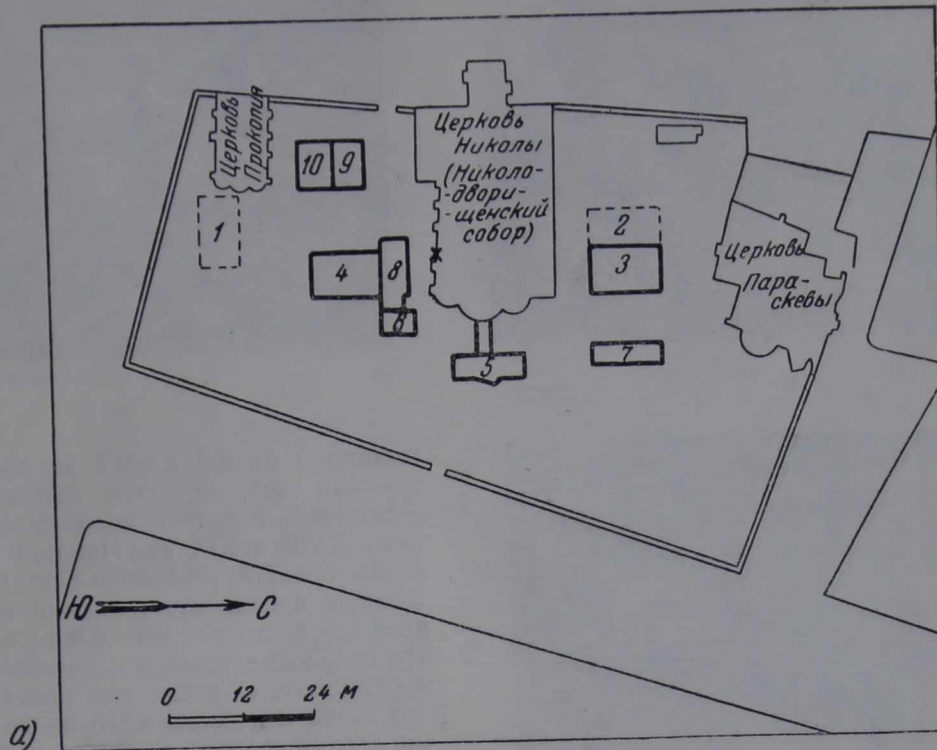 Церковь
Прокопия
10 9
1
4
8
8
Церковь
Николы
(Николо-
-двори-
-щенский
собор)
5
2
3
7
Церковь
Пара-
скевы
Ю С
0 12 24 м
а)